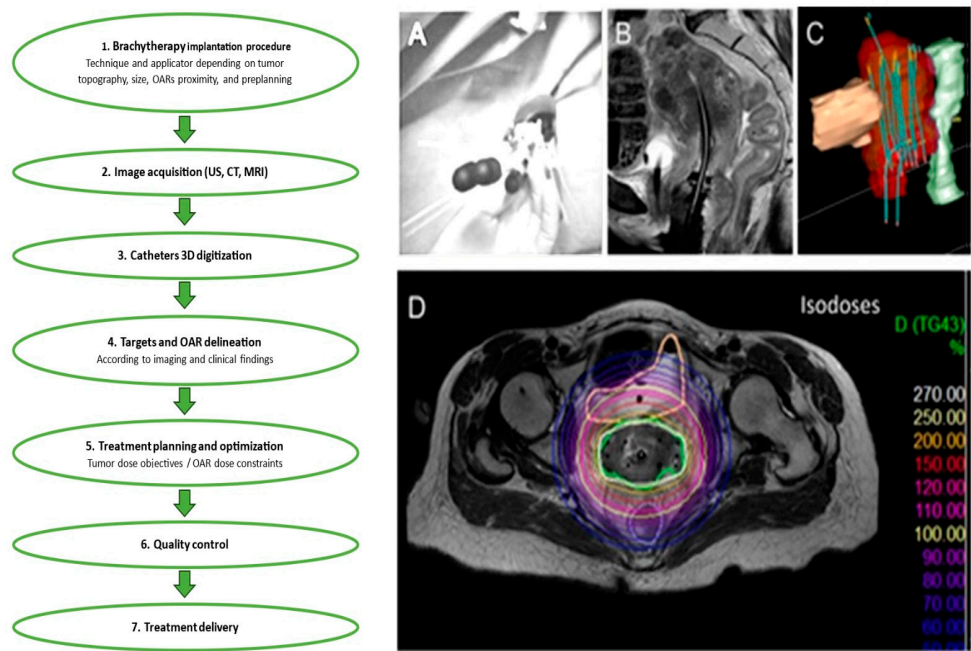 1. Brachytherapy implantation procedure
Technique and applicator depending on tumor
topography, size, OARs proximity, and preplanning
2. Image acquisition (US, CT, MRI)
3. Catheters 3D digitization
4. Targets and OAR delineation
According to imaging and clinical findings
5. Treatment planning and optimization
Tumor dose objectives / OAR dose constraints
6. Quality control
7. Treatment delivery
A
B
C
D
Isodoses
D (TG43)
%
270.00
250.00
200.00
150.00
120.00
110.00
100.00
90.00
80.00
70.00
60.00